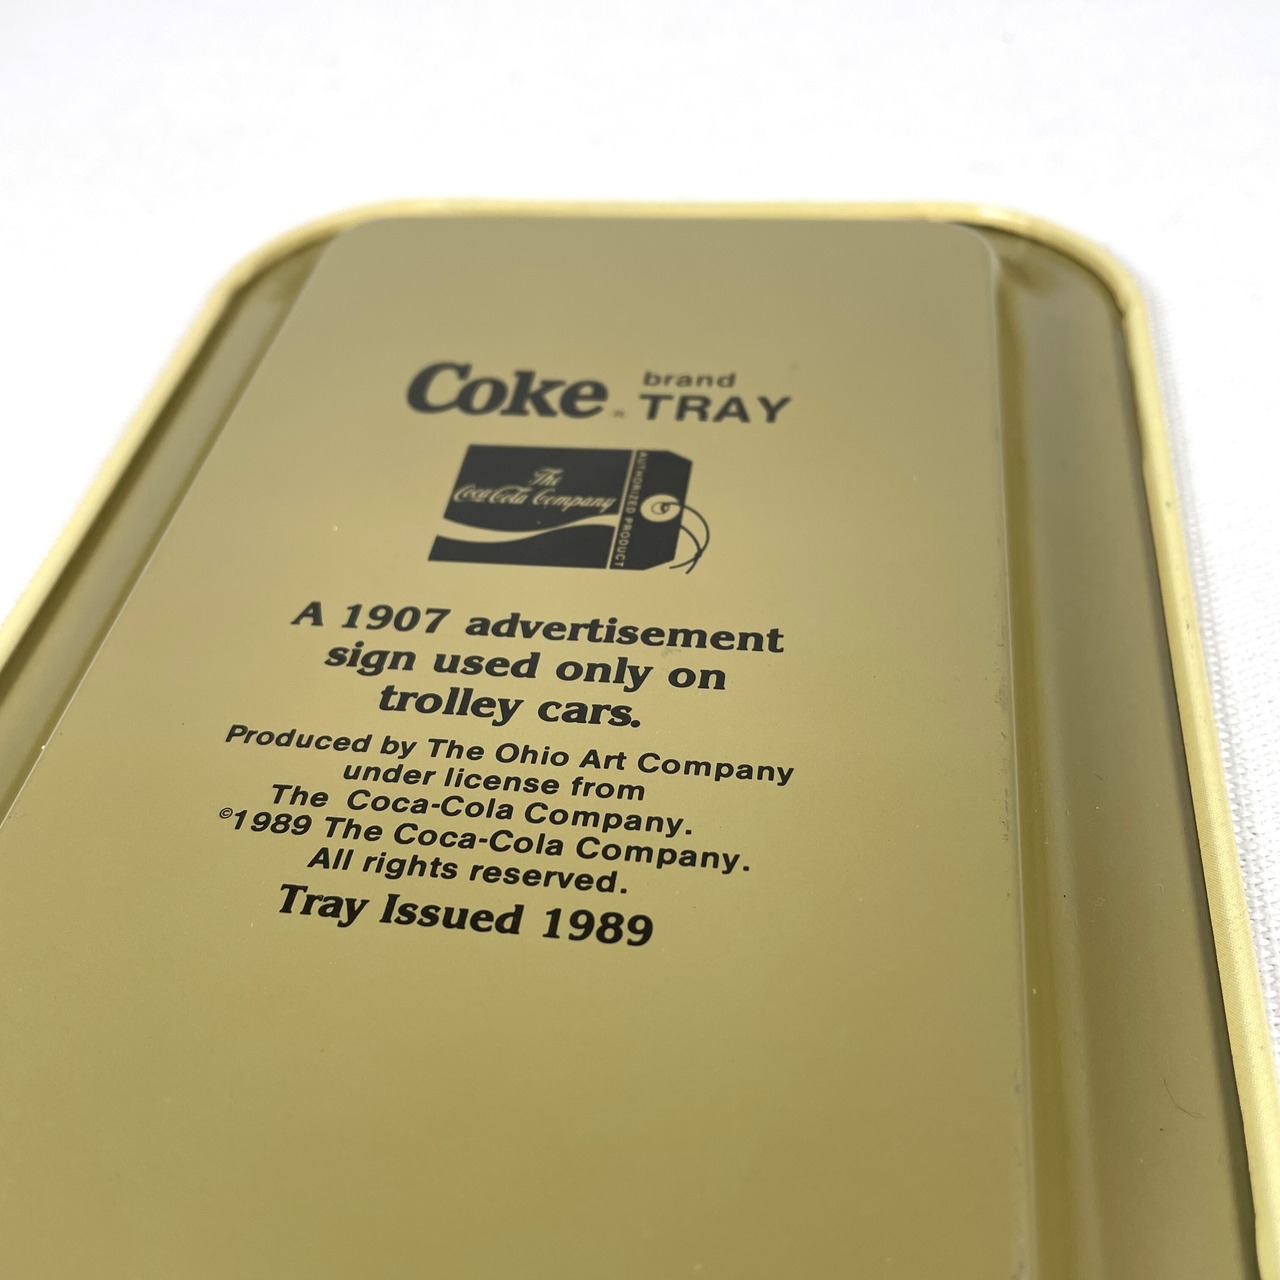 Coke® brand TRAY
The
Coca-Cola Company
AUTHORIZED PRODUCT
A 1907 advertisement
sign used only on
trolley cars.
Produced by The Ohio Art Company
under license from
The Coca-Cola Company.
©1989 The Coca-Cola Company.
All rights reserved.
Tray Issued 1989